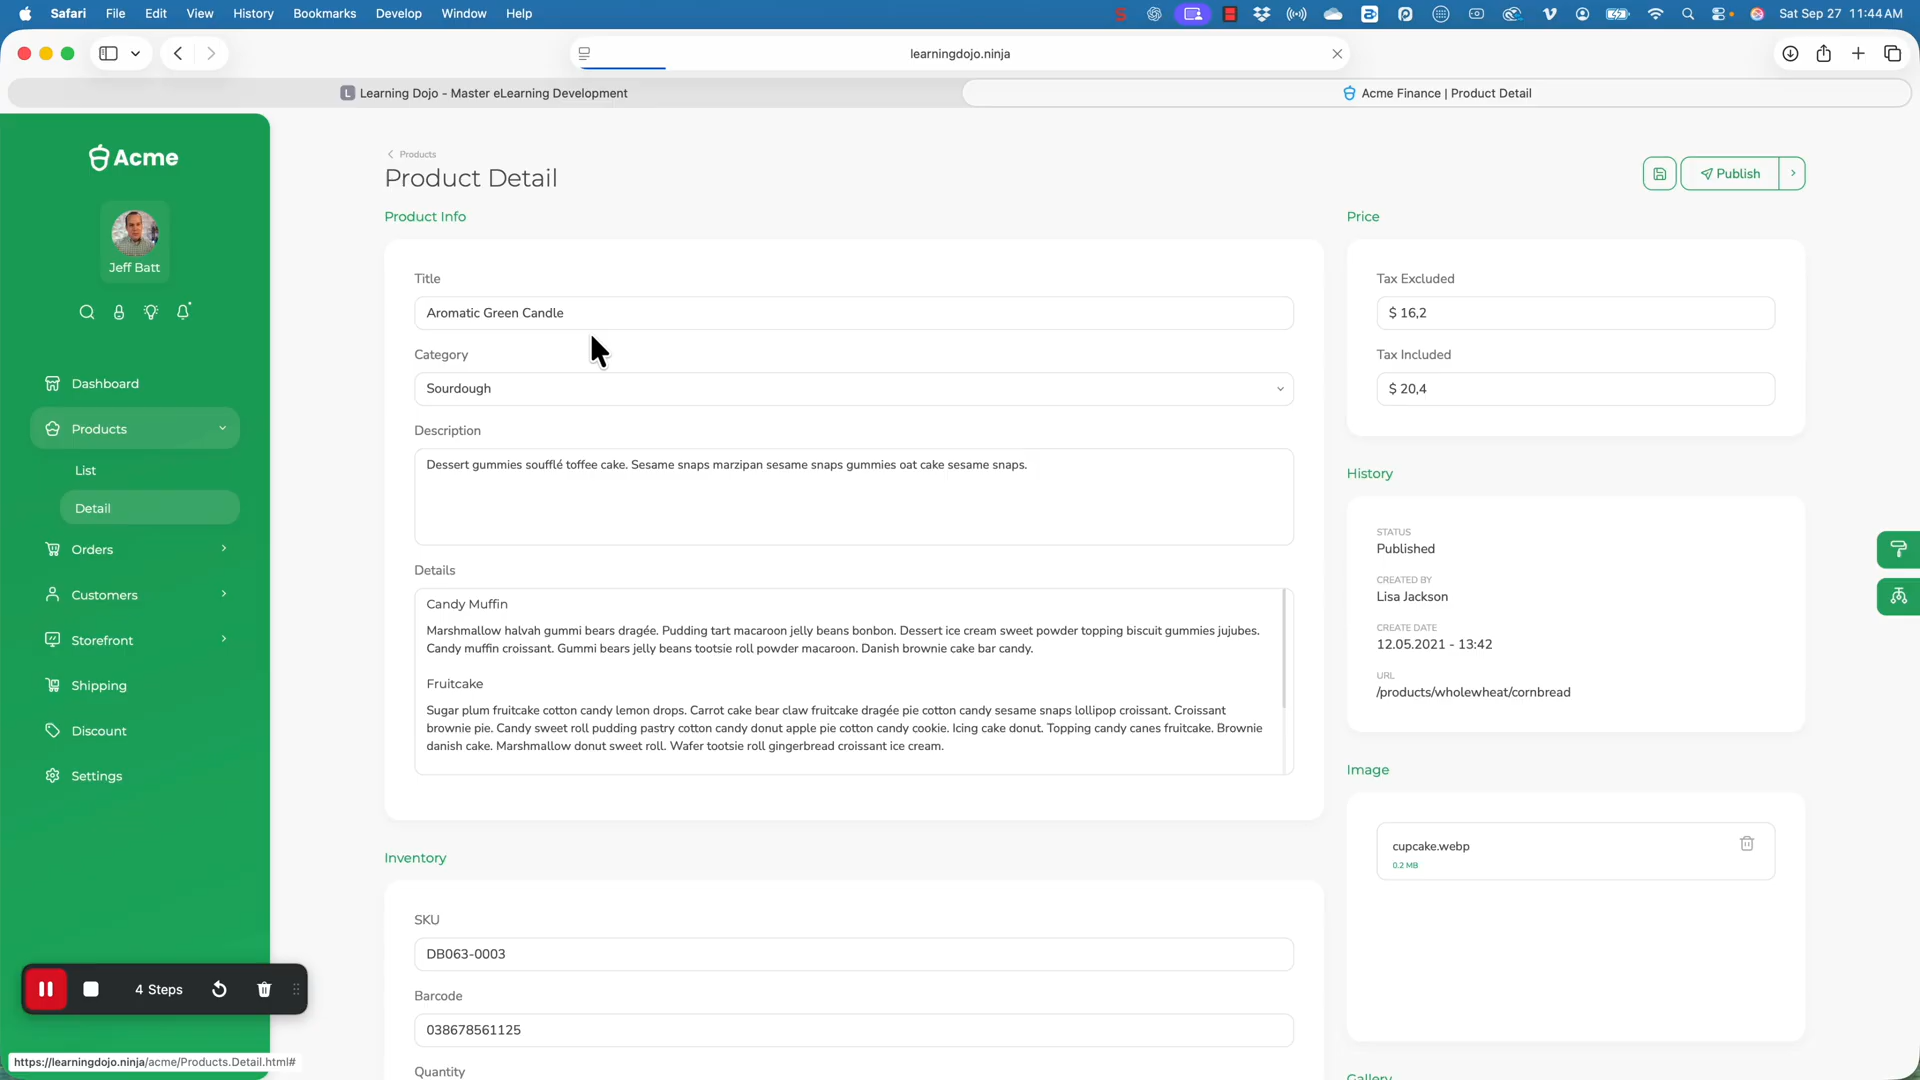 Safari File Edit View History Bookmarks Develop Window Help
Sat Sep 27 11:44 AM
learningdojo.ninja
L Learning Dojo - Master eLearning Development
Acme Finance | Product Detail
Acme
Jeff Batt
Dashboard
Products
List
Detail
Orders
Customers
Storefront
Shipping
Discount
Settings
4 Steps
https://learningdojo.ninja/acme/Products.Detail.html#
Products
Product Detail
Publish
Product Info
Title
Aromatic Green Candle
Category
Sourdough
Description
Dessert gummies soufflé toffee cake. Sesame snaps marzipan sesame snaps gummies oat cake sesame snaps.
Details
Candy Muffin
Marshmallow halvah gummi bears dragée. Pudding tart macaroon jelly beans bonbon. Dessert ice cream sweet powder topping biscuit gummies jujubes.
Candy muffin croissant. Gummi bears jelly beans tootsie roll powder macaroon. Danish brownie cake bar candy.
Fruitcake
Sugar plum fruitcake cotton candy lemon drops. Carrot cake bear claw fruitcake dragée pie cotton candy sesame snaps lollipop croissant. Croissant
brownie pie. Candy sweet roll pudding pastry cotton candy donut apple pie cotton candy cookie. Icing cake donut. Topping candy canes fruitcake. Brownie
danish cake. Marshmallow donut sweet roll. Wafer tootsie roll gingerbread croissant ice cream.
Inventory
SKU
DB063-0003
Barcode
038678561125
Quantity
Price
Tax Excluded
$ 16,2
Tax Included
$ 20,4
History
STATUS
Published
CREATED BY
Lisa Jackson
CREATE DATE
12.05.2021 - 13:42
URL
/products/wholewheat/cornbread
Image
cupcake.webp
0.2 MB
Gallery